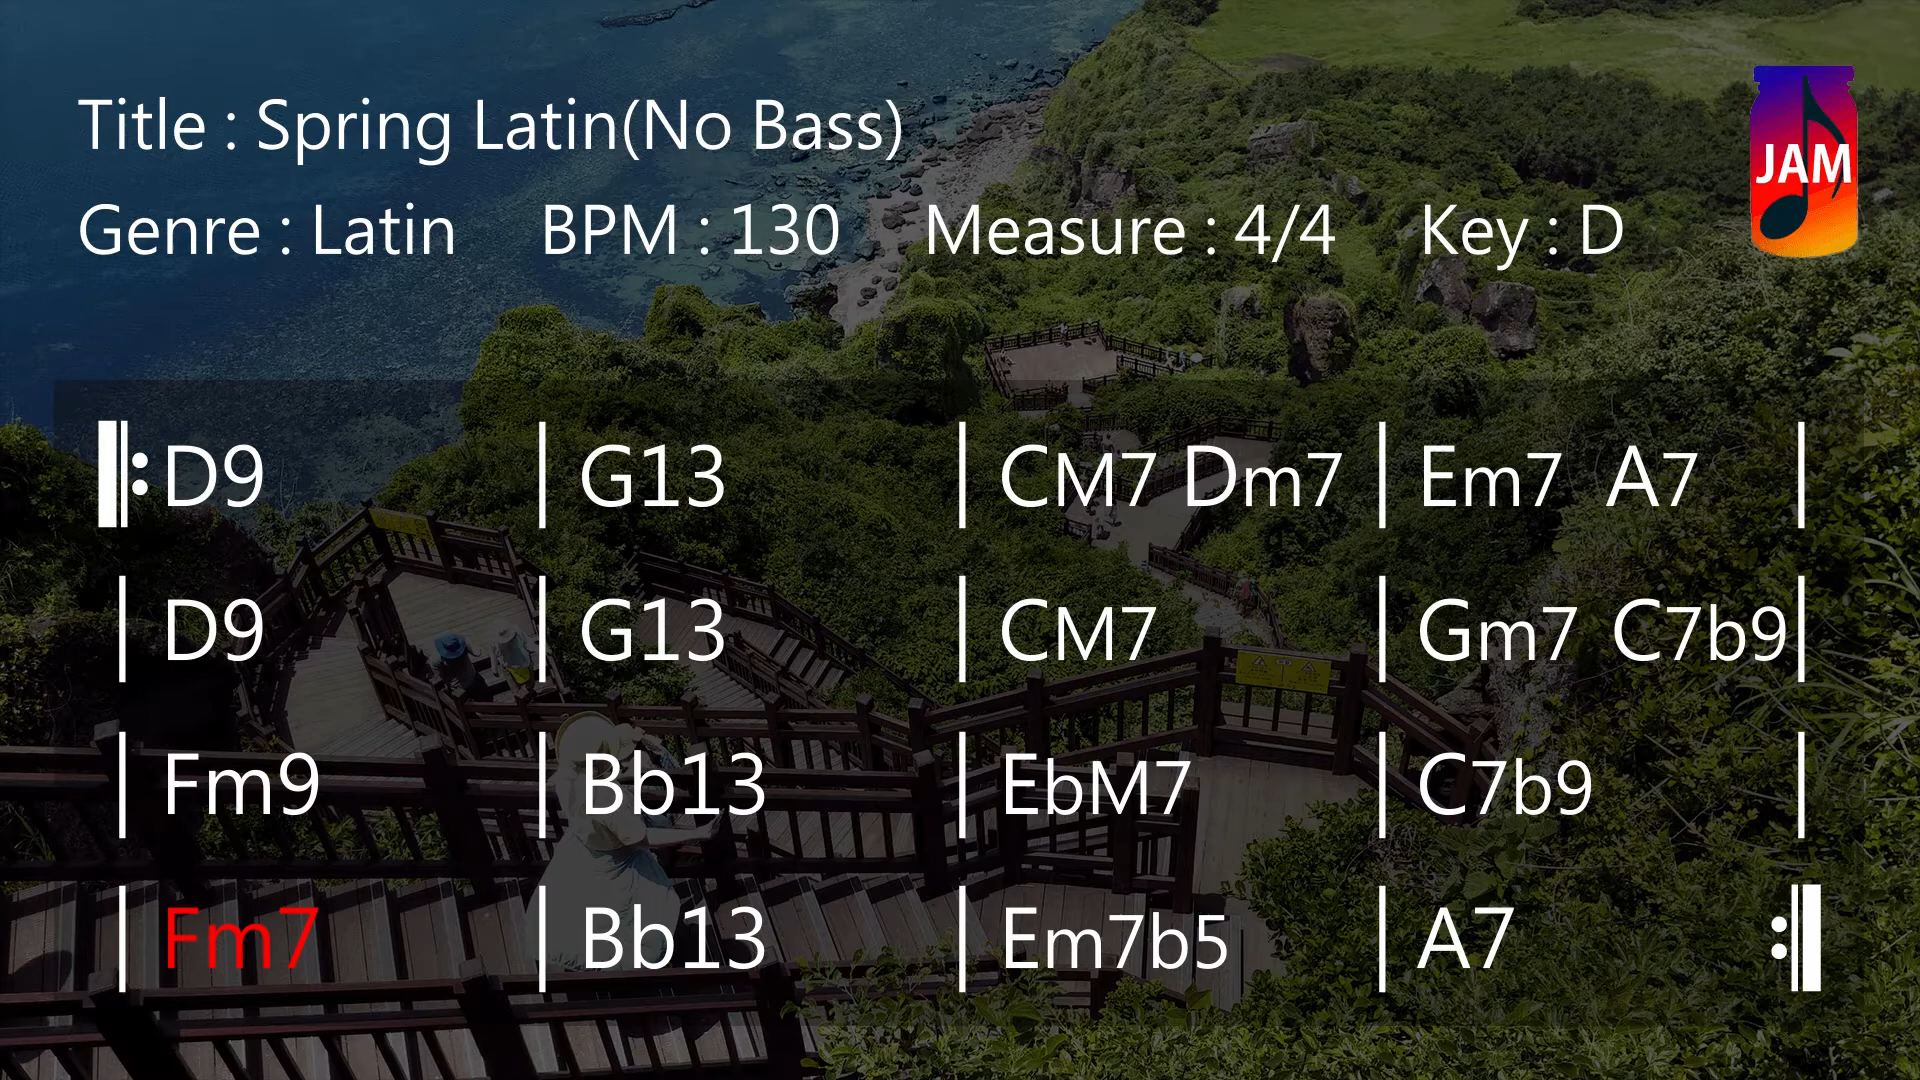 Title : Spring Latin(No Bass)
JAM
Genre : Latin BPM : 130 Measure : 4/4 Key : D
D9 G13 CM7 Dm7 Em7 A7
D9 G13 CM7 Gm7 C7b9
Fm9 Bb13 EbM7 C7b9
Fm7 Bb13 Em7b5 A7